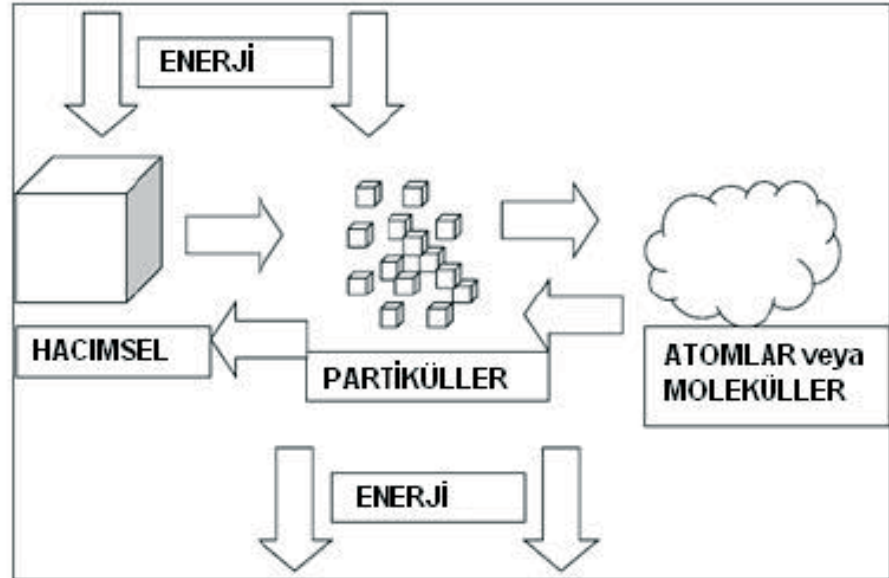 ENERJİ
HACIMSEL
PARTİKÜLLER
ATOMLAR veya
MOLEKÜLLER
ENERJİ